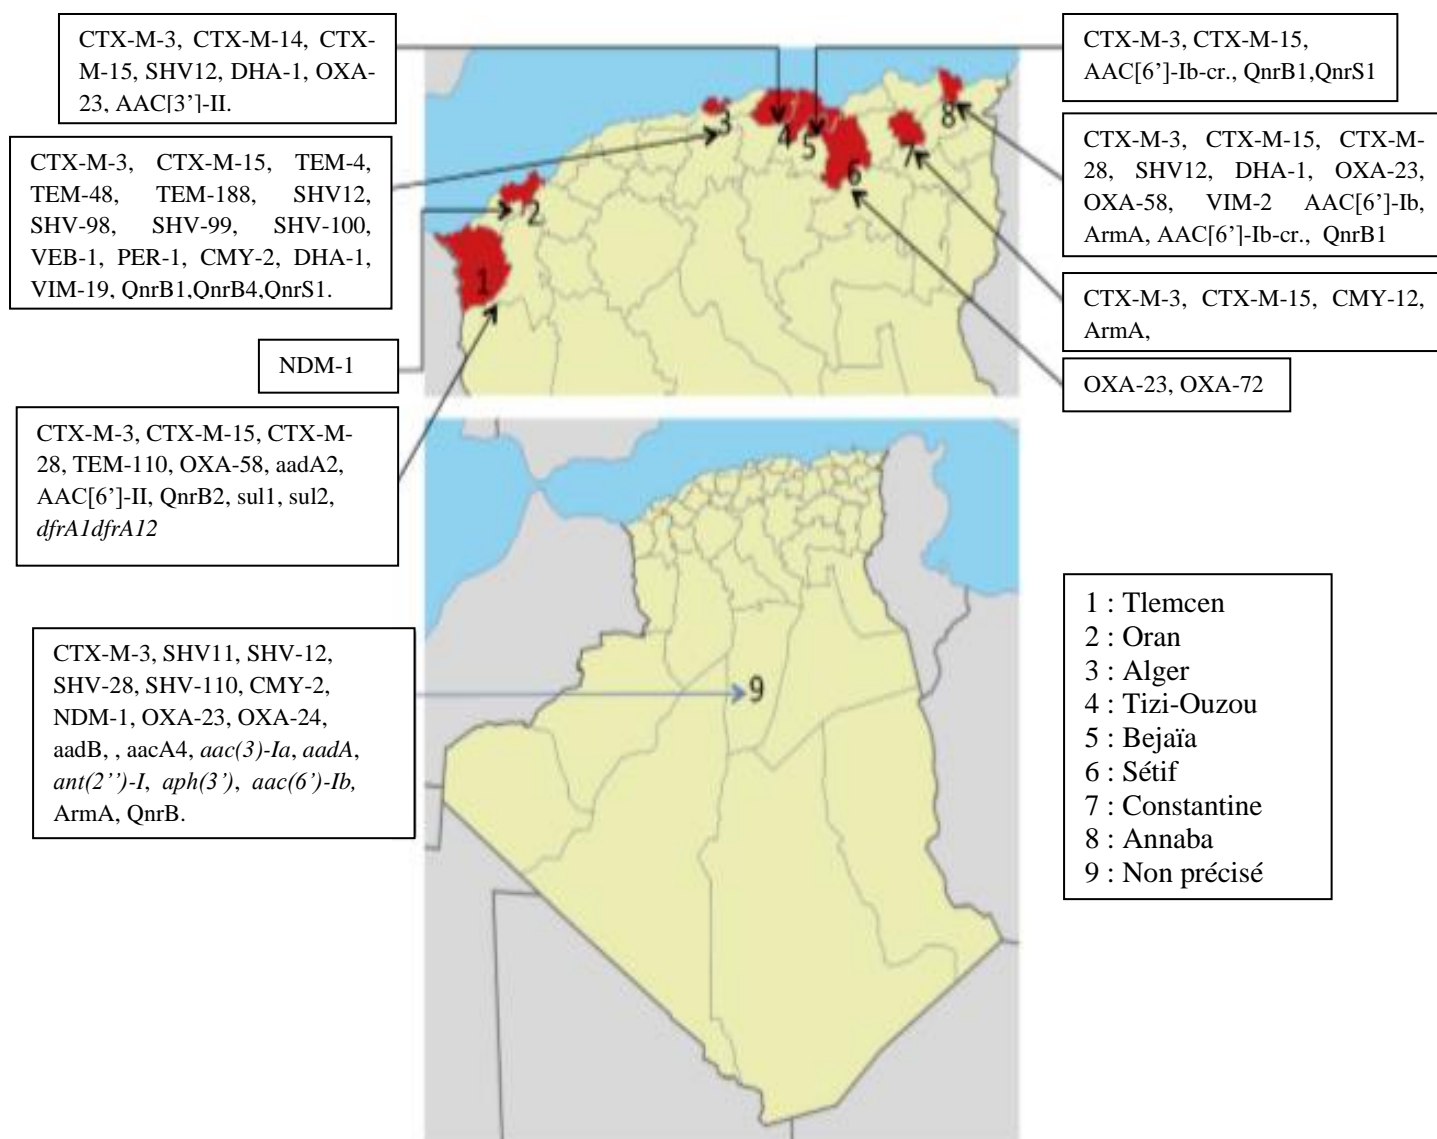 CTX-M-3, CTX-M-14, CTX-
M-15, SHV12, DHA-1, OXA-
23, AAC[3’]-II.
CTX-M-3, CTX-M-15, TEM-4,
TEM-48, TEM-188, SHV12,
SHV-98, SHV-99, SHV-100,
VEB-1, PER-1, CMY-2, DHA-1,
VIM-19, QnrB1,QnrB4,QnrS1.
NDM-1
CTX-M-3, CTX-M-15, CTX-M-
28, TEM-110, OXA-58, aadA2,
AAC[6’]-II, QnrB2, sul1, sul2,
dfrA1dfrA12
CTX-M-3, SHV11, SHV-12,
SHV-28, SHV-110, CMY-2,
NDM-1, OXA-23, OXA-24,
aadB, , aacA4, aac(3)-Ia, aadA,
ant(2’’)-I, aph(3’), aac(6’)-Ib,
ArmA, QnrB.
1
2
3
4
5
6
7
8
9
CTX-M-3, CTX-M-15,
AAC[6’]-Ib-cr., QnrB1,QnrS1
CTX-M-3, CTX-M-15, CTX-M-
28, SHV12, DHA-1, OXA-23,
OXA-58, VIM-2 AAC[6’]-Ib,
ArmA, AAC[6’]-Ib-cr., QnrB1
CTX-M-3, CTX-M-15, CMY-12,
ArmA,
OXA-23, OXA-72
1 : Tlemcen
2 : Oran
3 : Alger
4 : Tizi-Ouzou
5 : Bejaïa
6 : Sétif
7 : Constantine
8 : Annaba
9 : Non précisé